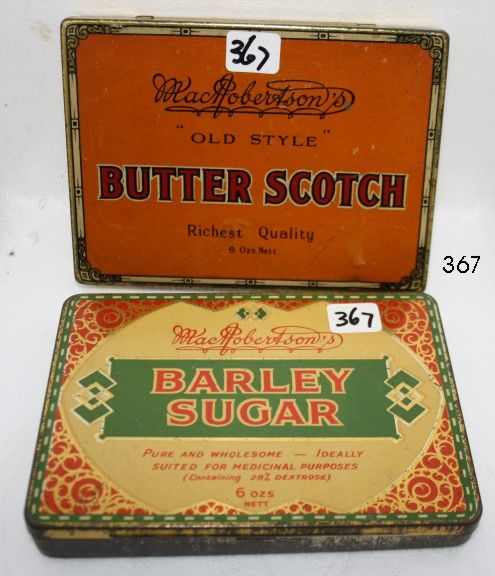 367
MacRobertson's
"OLD STYLE"
BUTTER SCOTCH
Richest Quality
6 Ozs Nett
367
367
MacRobertson's
BARLEY
SUGAR
PURE AND WHOLESOME — IDEALLY
SUITED FOR MEDICINAL PURPOSES
(Containing 28% DEXTROSE)
6 OZS
NETT